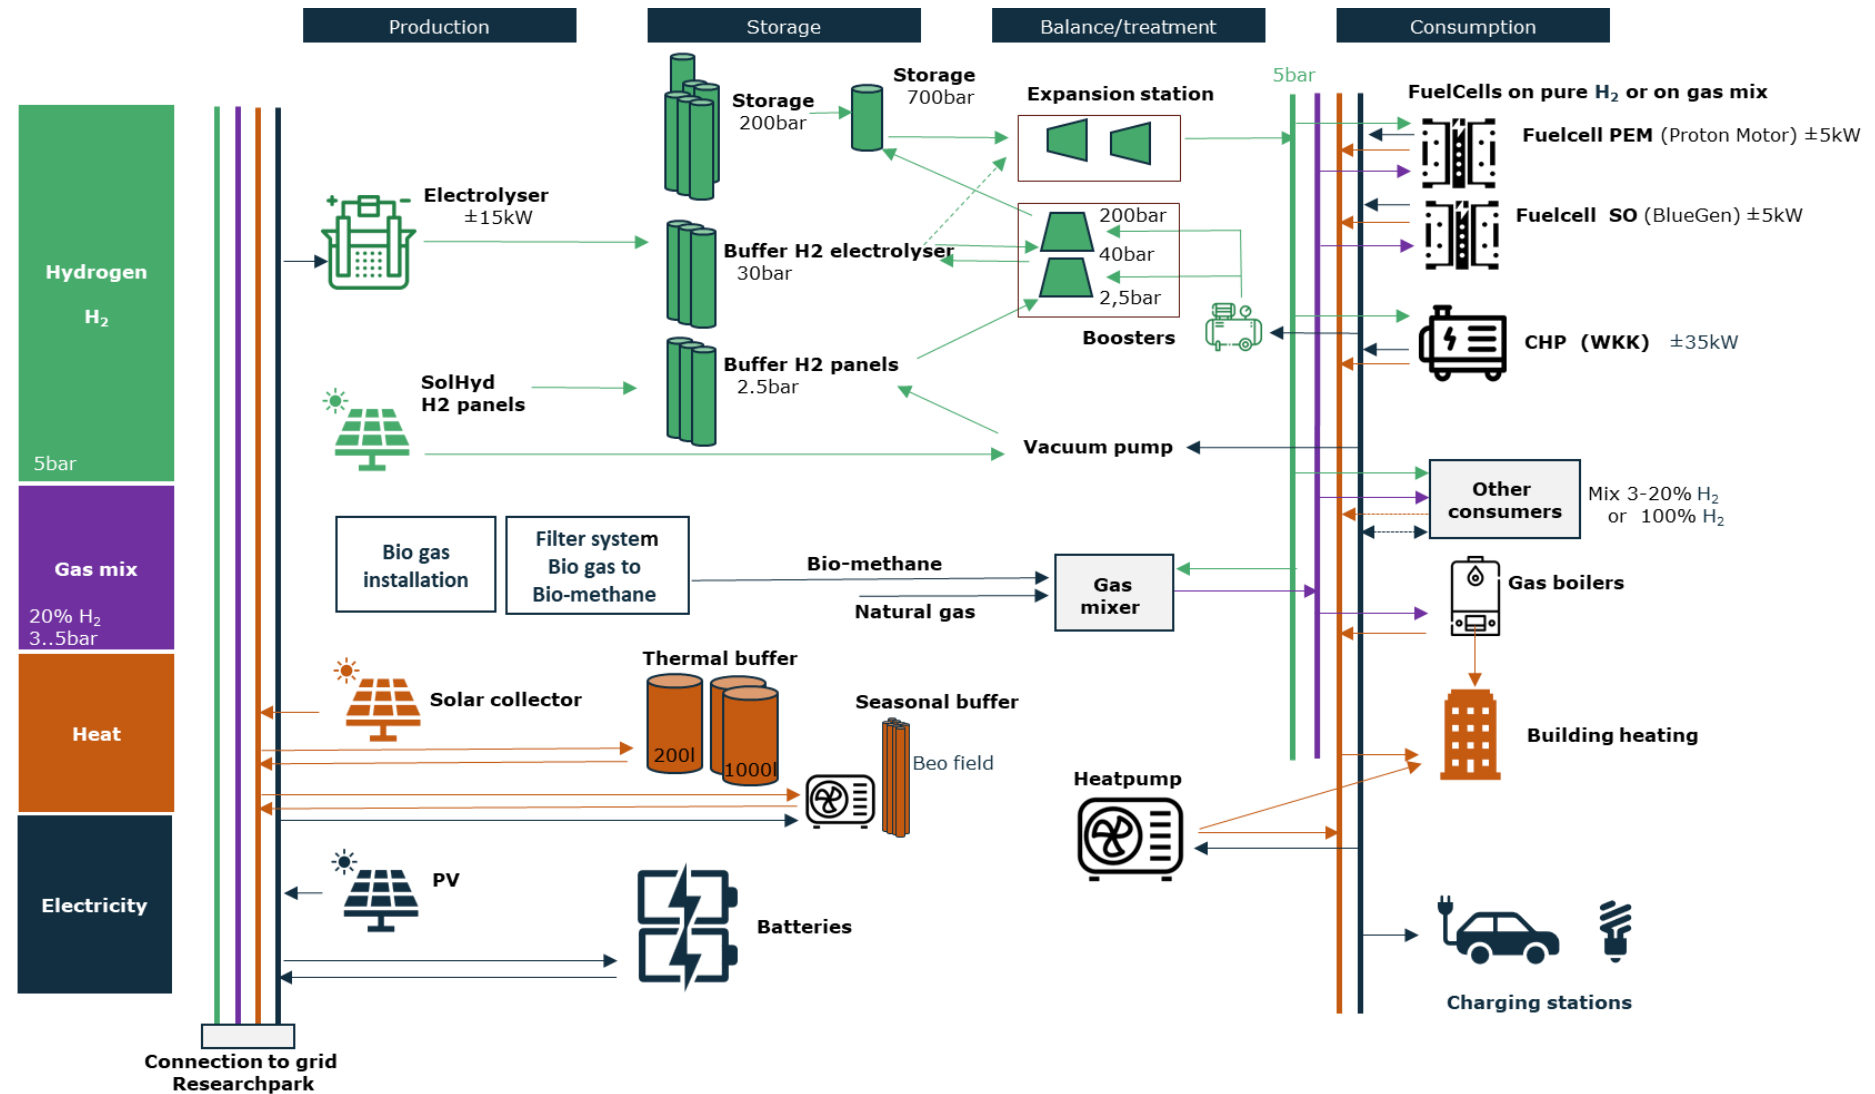 Production
Storage
Balance/treatment
Consumption
Hydrogen
H₂
5bar
Gas mix
20% H₂
3..5bar
Heat
Electricity
Connection to grid
Researchpark
Electrolyser
±15kW
SolHyd
H2 panels
Bio gas
installation
Filter system
Bio gas to
Bio-methane
Solar collector
PV
Storage
200bar
Storage
700bar
Buffer H2 electrolyser
30bar
Buffer H2 panels
2.5bar
Bio-methane
Natural gas
Thermal buffer
200l
1000l
Seasonal buffer
Beo field
Batteries
Expansion station
200bar
40bar
2,5bar
Boosters
Vacuum pump
Gas
mixer
Heatpump
5bar
FuelCells on pure H₂ or on gas mix
Fuelcell PEM (Proton Motor) ±5kW
Fuelcell SO (BlueGen) ±5kW
CHP (WKK) ±35kW
Other
consumers
Mix 3-20% H₂
or 100% H₂
Gas boilers
Building heating
Charging stations